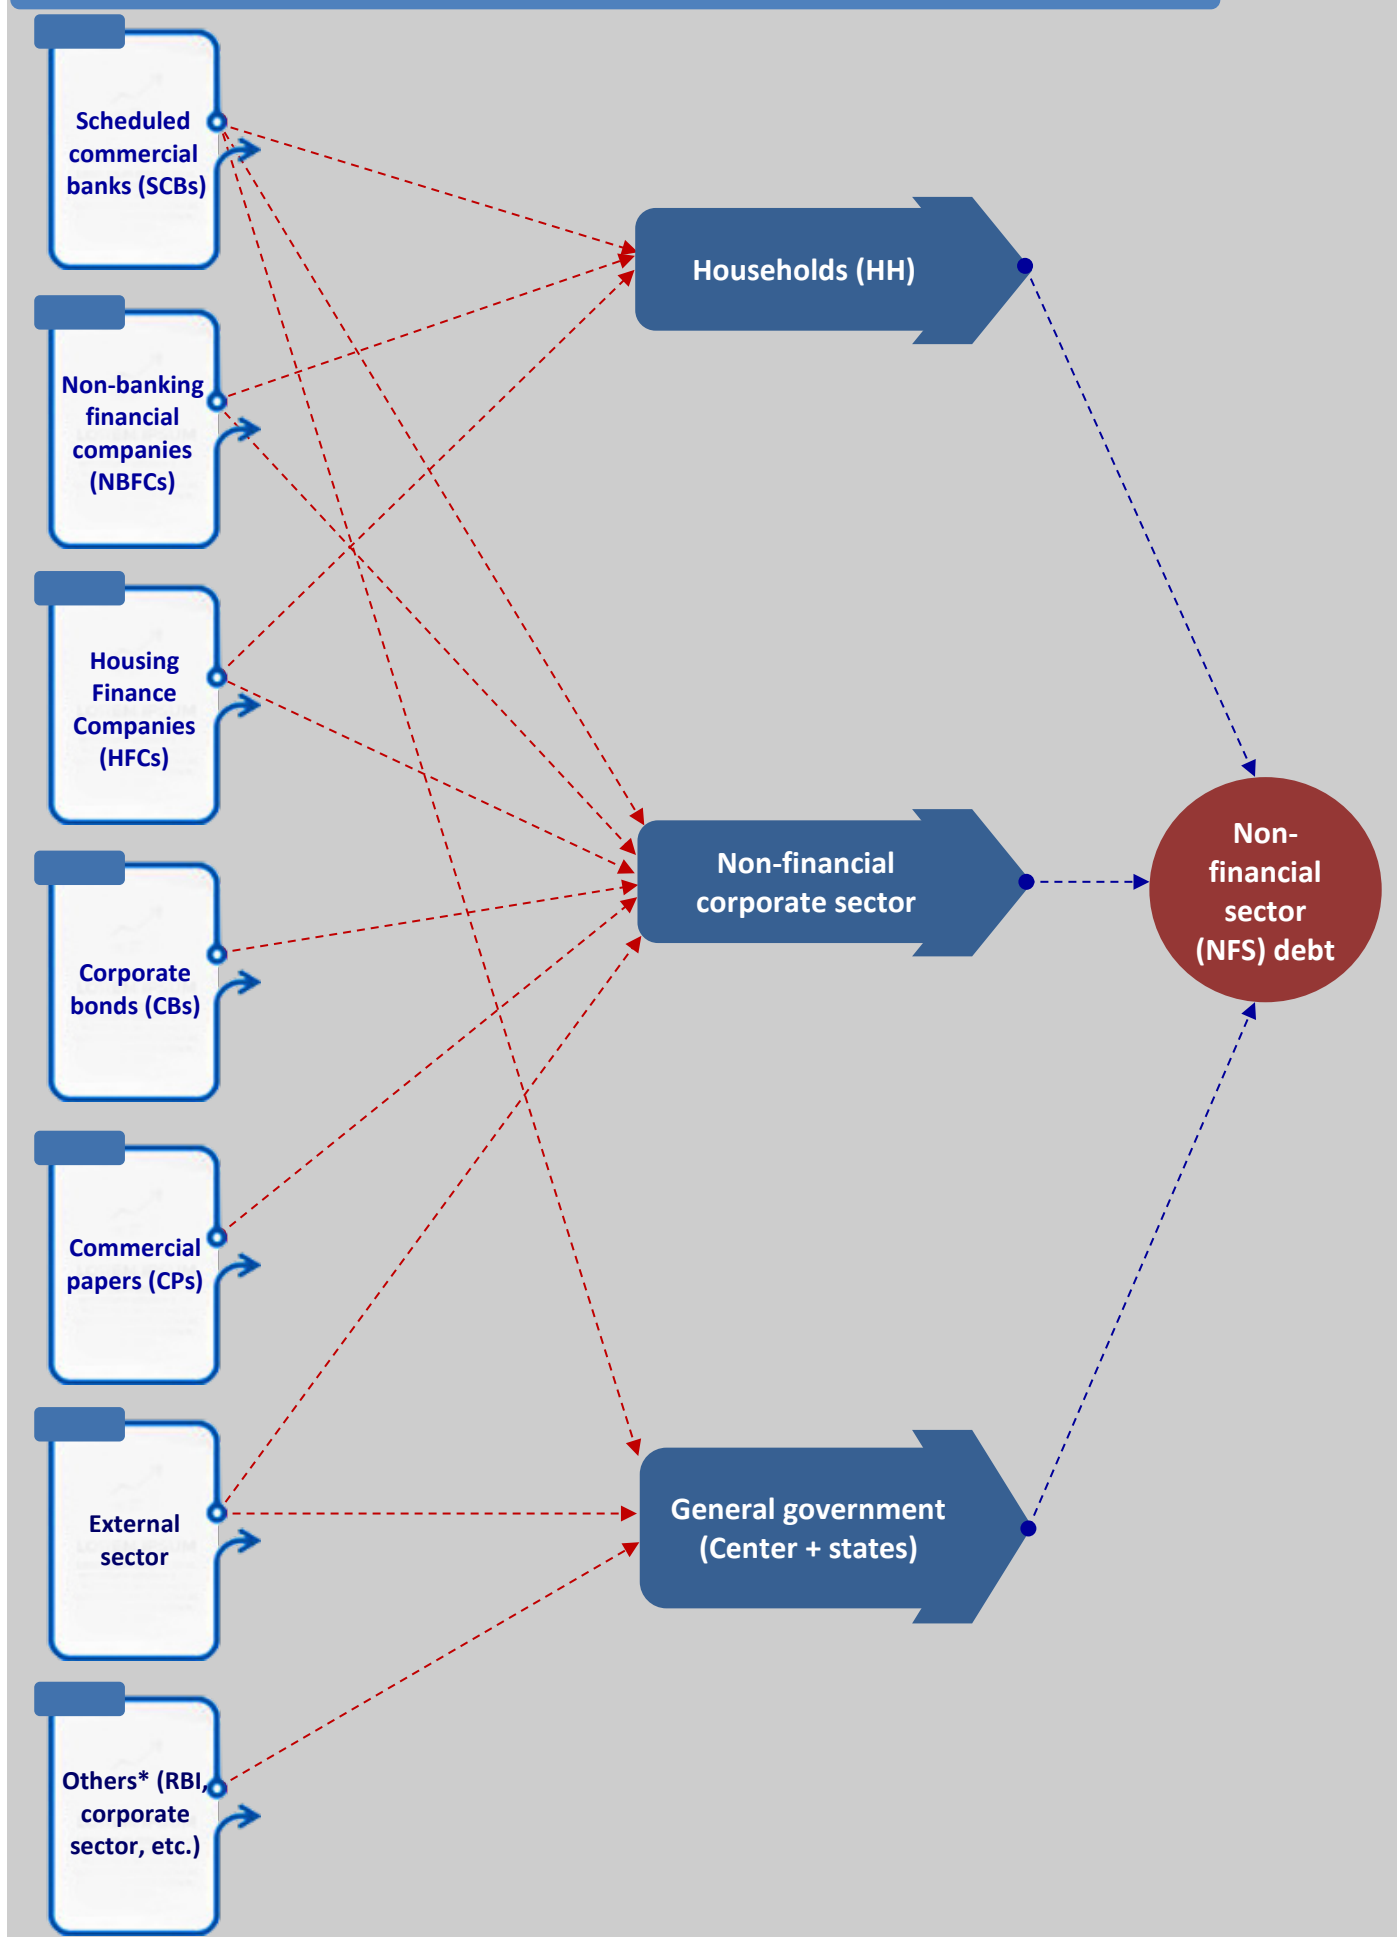 Scheduled
commercial
banks (SCBs)
Households (HH)
Non-banking
financial
companies
(NBFCs)
Housing
Finance
Companies
(HFCs)
Non-financial
corporate sector
Non-
financial
sector
(NFS) debt
Corporate
bonds (CBs)
Commercial
papers (CPs)
External
sector
General government
(Center + states)
Others* (RBI,
corporate
sector, etc.)